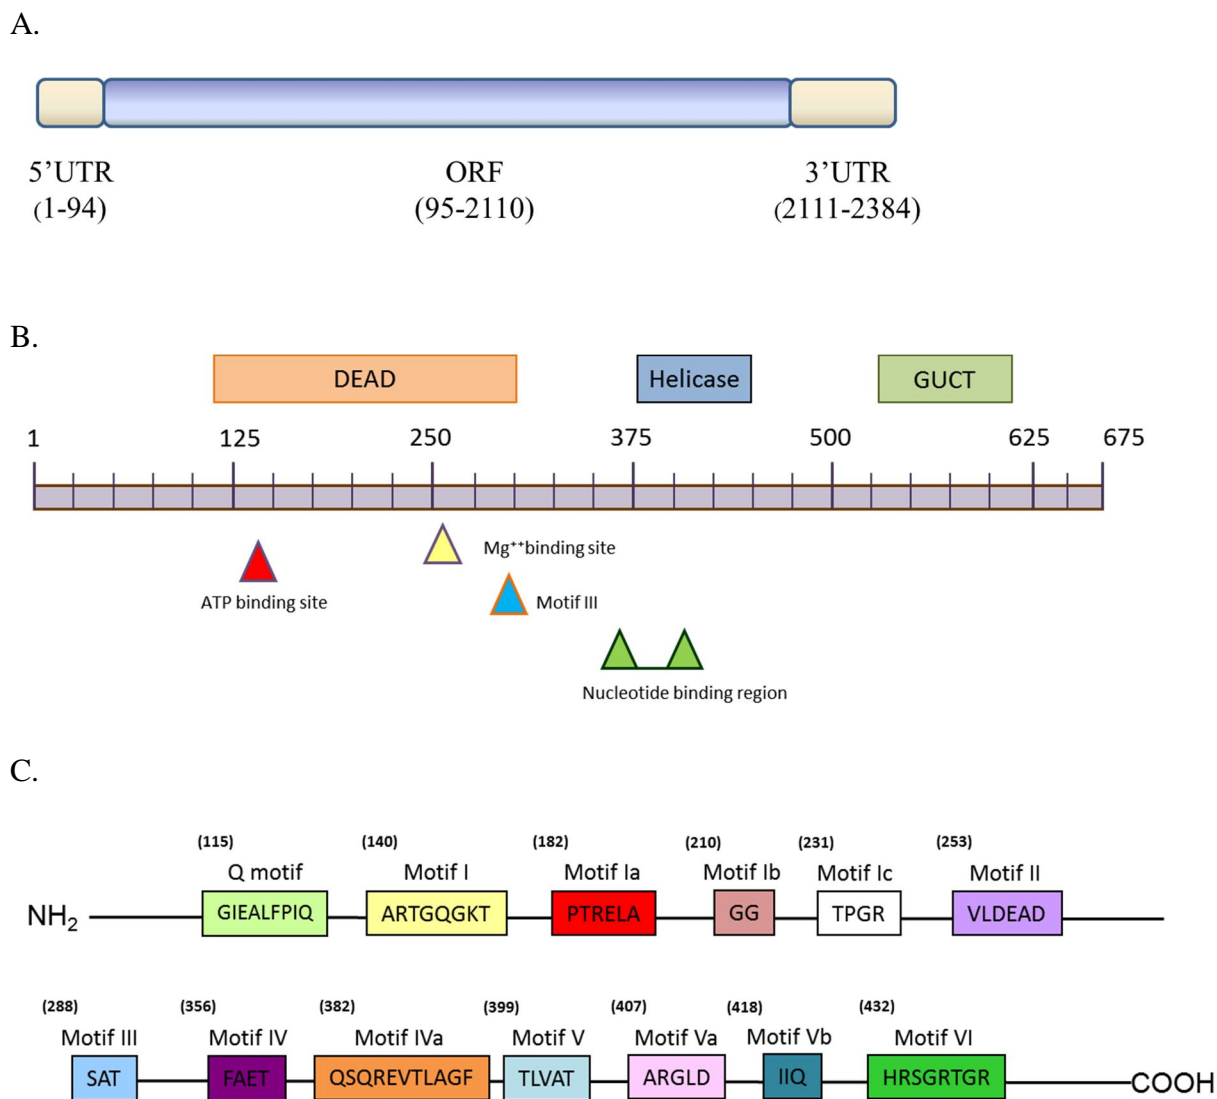 A.
5’UTR ORF 3’UTR
(1-94) (95-2110) (2111-2384)
B.
DEAD Helicase GUCT
1 125 250 375 500 625 675
Mg⁺⁺binding site
ATP binding site Motif III
Nucleotide binding region
C.
(115) (140) (182) (210) (231) (253)
Q motif Motif I Motif Ia Motif Ib Motif Ic Motif II
NH₂ GIEALFPIQ ARTGQGKT PTRELA GG TPGR VLDEAD
(288) (356) (382) (399) (407) (418) (432)
Motif III Motif IV Motif IVa Motif V Motif Va Motif Vb Motif VI
SAT FAET QSQREVTLAGF TLVAT ARGLD IIQ HRSGRTGR COOH